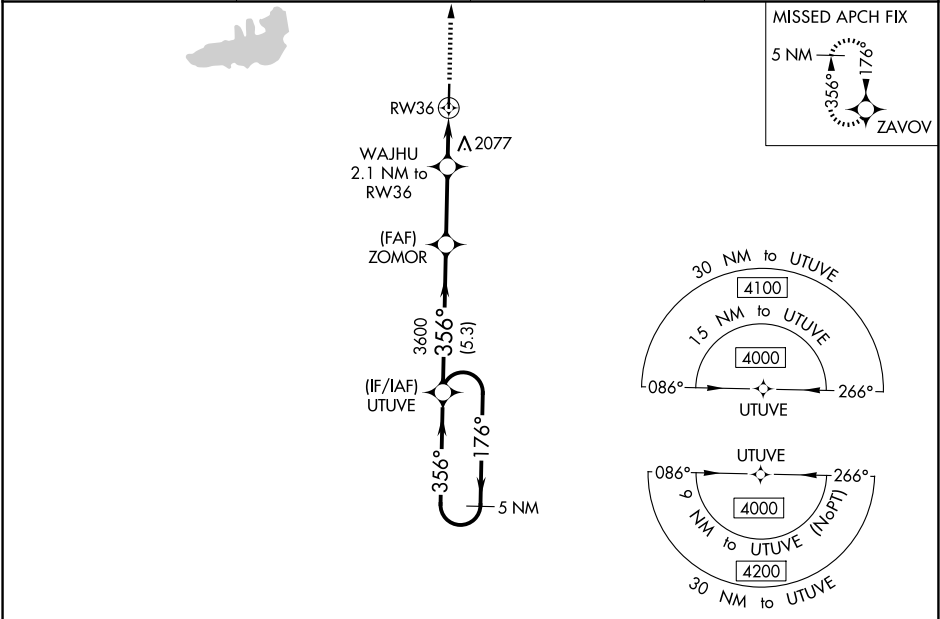 MISSED APCH FIX
5 NM
176°
356°
ZAVOV
RW36
2077
WAJHU
2.1 NM to
RW36
(FAF)
ZOMOR
3600
356°
(5.3)
(IF/IAF)
UTUVE
356°
176°
5 NM
30 NM to UTUVE
4100
15 NM to UTUVE
4000
086°
266°
UTUVE
UTUVE
086°
266°
4000
9 NM to UTUVE (NoPT)
4200
30 NM to UTUVE